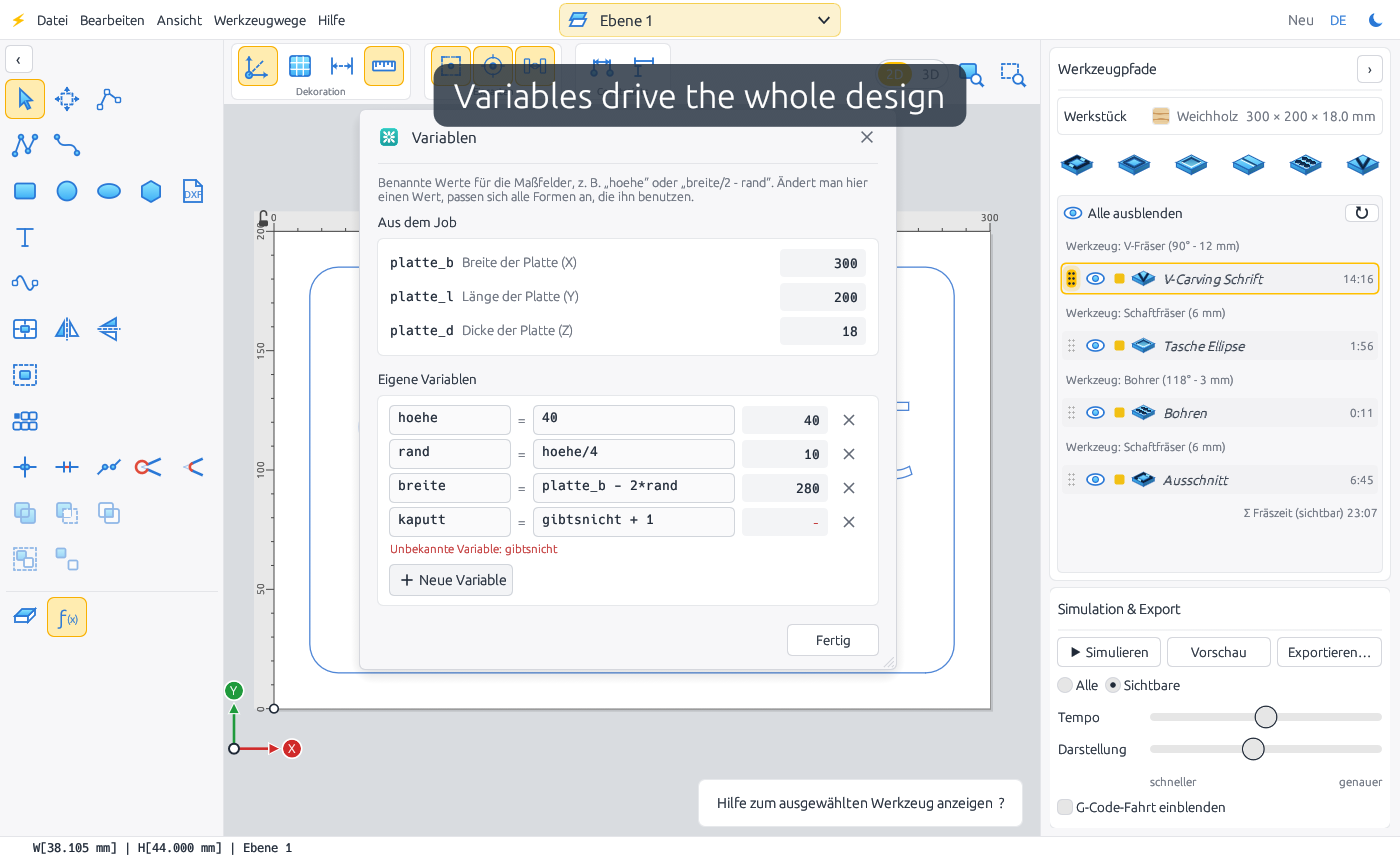 Datei Bearbeiten Ansicht Werkzeugwege Hilfe
Ebene 1
Neu DE
Dekoration
3D
Variables drive the whole design
Variablen
Benannte Werte für die Maßfelder, z. B. „hoehe“ oder „breite/2 - rand“. Ändert man hier
einen Wert, passen sich alle Formen an, die ihn benutzen.
Aus dem Job
platte_b Breite der Platte (X) 300
platte_l Länge der Platte (Y) 200
platte_d Dicke der Platte (Z) 18
Eigene Variablen
hoehe = 40 40
rand = hoehe/4 10
breite = platte_b - 2*rand 280
kaputt = gibtsnicht + 1 -
Unbekannte Variable: gibtsnicht
+ Neue Variable
Fertig
DXF
f(x)
0 300
200
150
100
50
0
Y
X
Hilfe zum ausgewählten Werkzeug anzeigen ?
Werkzeugpfade
Werkstück Weichholz 300 × 200 × 18.0 mm
Alle ausblenden
Werkzeug: V-Fräser (90° - 12 mm)
V-Carving Schrift 14:16
Werkzeug: Schaftfräser (6 mm)
Tasche Ellipse 1:56
Werkzeug: Bohrer (118° - 3 mm)
Bohren 0:11
Werkzeug: Schaftfräser (6 mm)
Ausschnitt 6:45
Σ Fräszeit (sichtbar) 23:07
Simulation & Export
Simulieren Vorschau Exportieren...
Alle Sichtbare
Tempo
Darstellung
schneller genauer
G-Code-Fahrt einblenden
W[38.105 mm] | H[44.000 mm] | Ebene 1